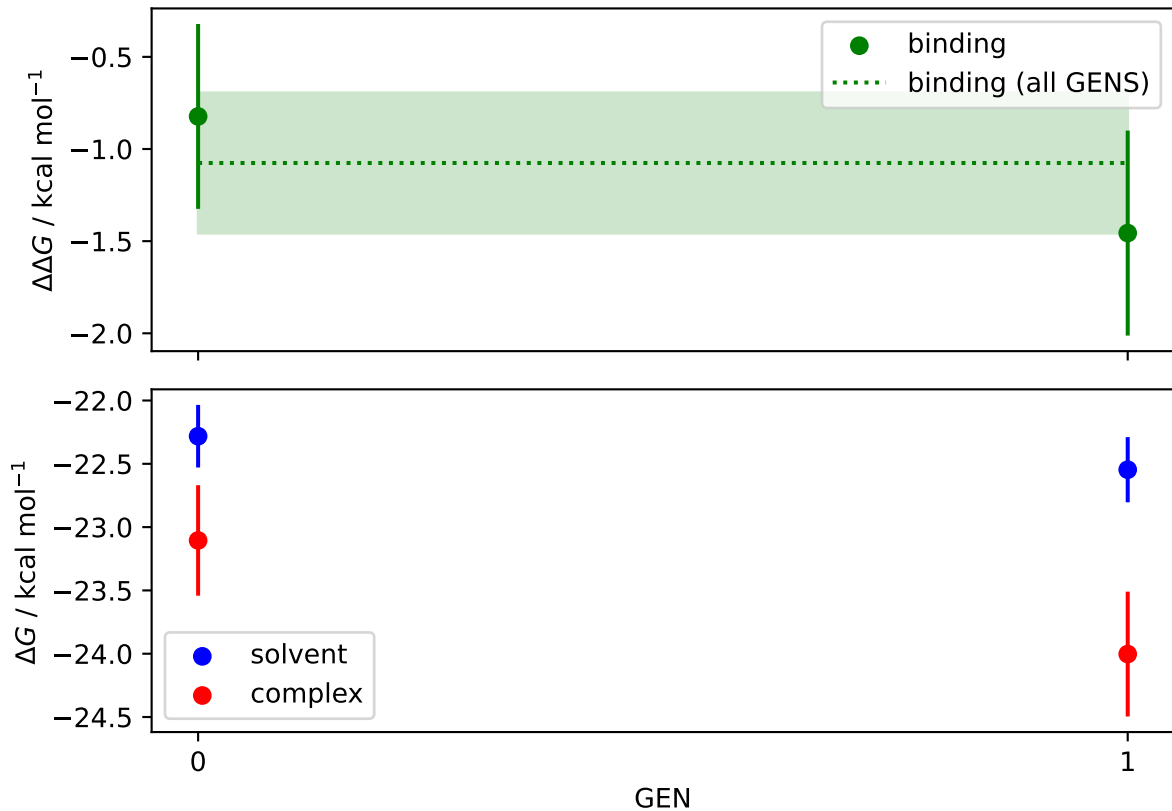 −0.5
−1.0
−1.5
−2.0
ΔΔG / kcal mol⁻¹
binding
binding (all GENS)
−22.0
−22.5
−23.0
−23.5
−24.0
−24.5
ΔG / kcal mol⁻¹
solvent
complex
0
1
GEN